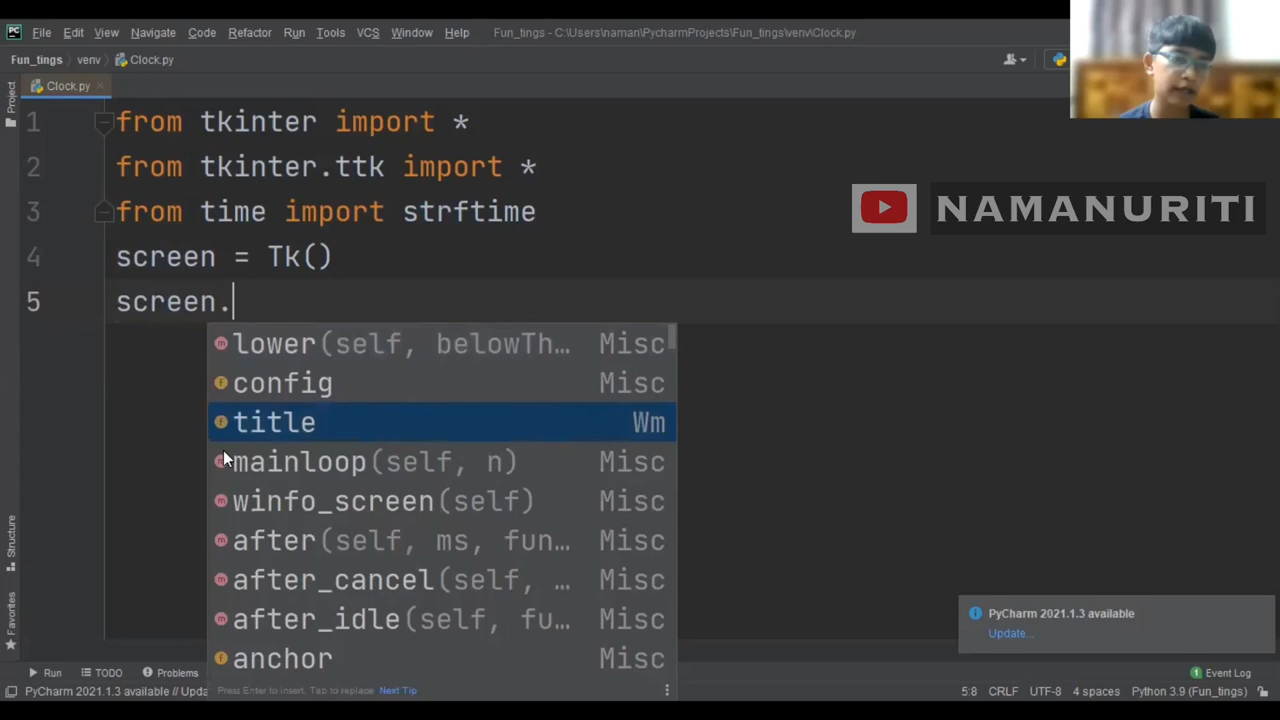 PC File Edit View Navigate Code Refactor Run Tools VCS Window Help Fun_tings - C:\Users\naman\PycharmProjects\Fun_tings\venv\Clock.py
Fun_tings venv Clock.py
Clock.py
Project
1 from tkinter import *
2 from tkinter.ttk import *
3 from time import strftime
NAMANURITI
4 screen = Tk()
5 screen.
lower(self, belowTh... Misc
config Misc
title Wm
mainloop(self, n) Misc
winfo_screen(self) Misc
after(self, ms, fun... Misc
after_cancel(self, ... Misc
after_idle(self, fu... Misc
anchor Misc
Press Enter to insert, Tab to replace Next Tip
Structure
Favorites
PyCharm 2021.1.3 available
Update...
Run TODO Problems 1 Event Log
PyCharm 2021.1.3 available // Upda 5:8 CRLF UTF-8 4 spaces Python 3.9 (Fun_tings)